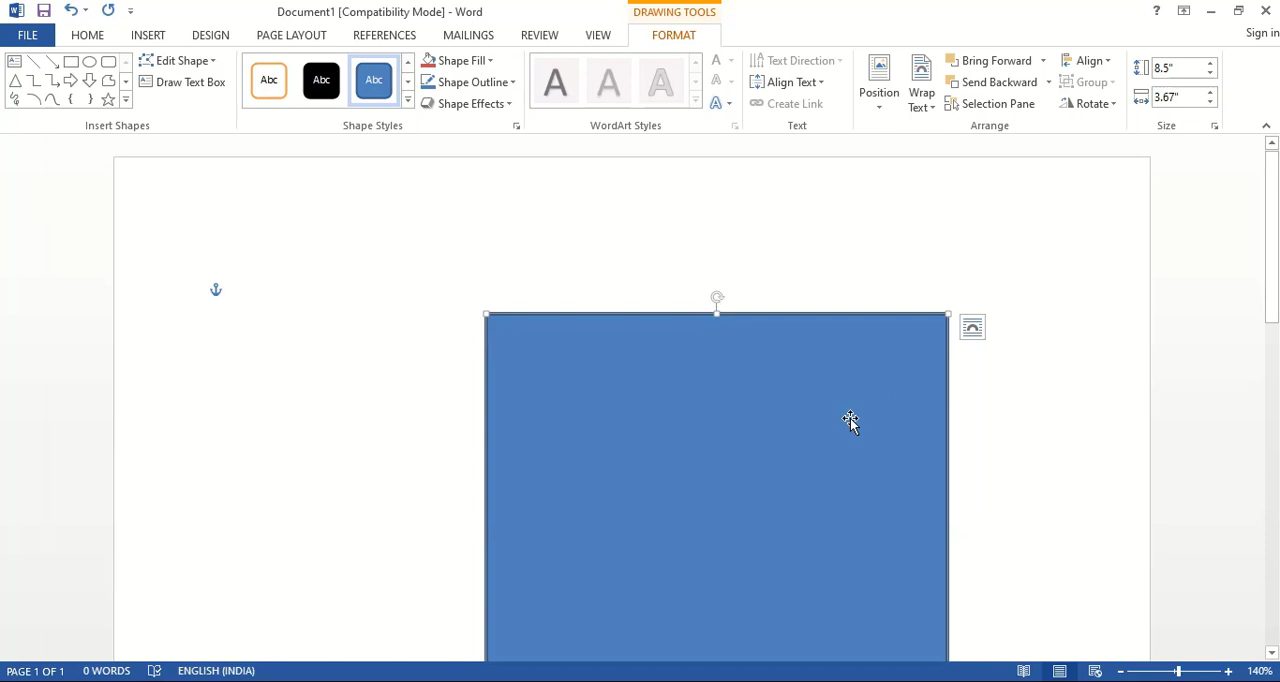 Document1 [Compatibility Mode] - Word
DRAWING TOOLS
?
FILE
HOME
INSERT
DESIGN
PAGE LAYOUT
REFERENCES
MAILINGS
REVIEW
VIEW
FORMAT
Sign in
Edit Shape
Draw Text Box
Insert Shapes
Abc
Abc
Abc
Shape Fill
Shape Outline
Shape Effects
Shape Styles
A
A
A
A
A
A
WordArt Styles
Text Direction
Align Text
Create Link
Text
Position
Wrap
Text
Bring Forward
Send Backward
Selection Pane
Align
Group
Rotate
Arrange
8.5"
3.67"
Size
PAGE 1 OF 1
0 WORDS
ENGLISH (INDIA)
140%